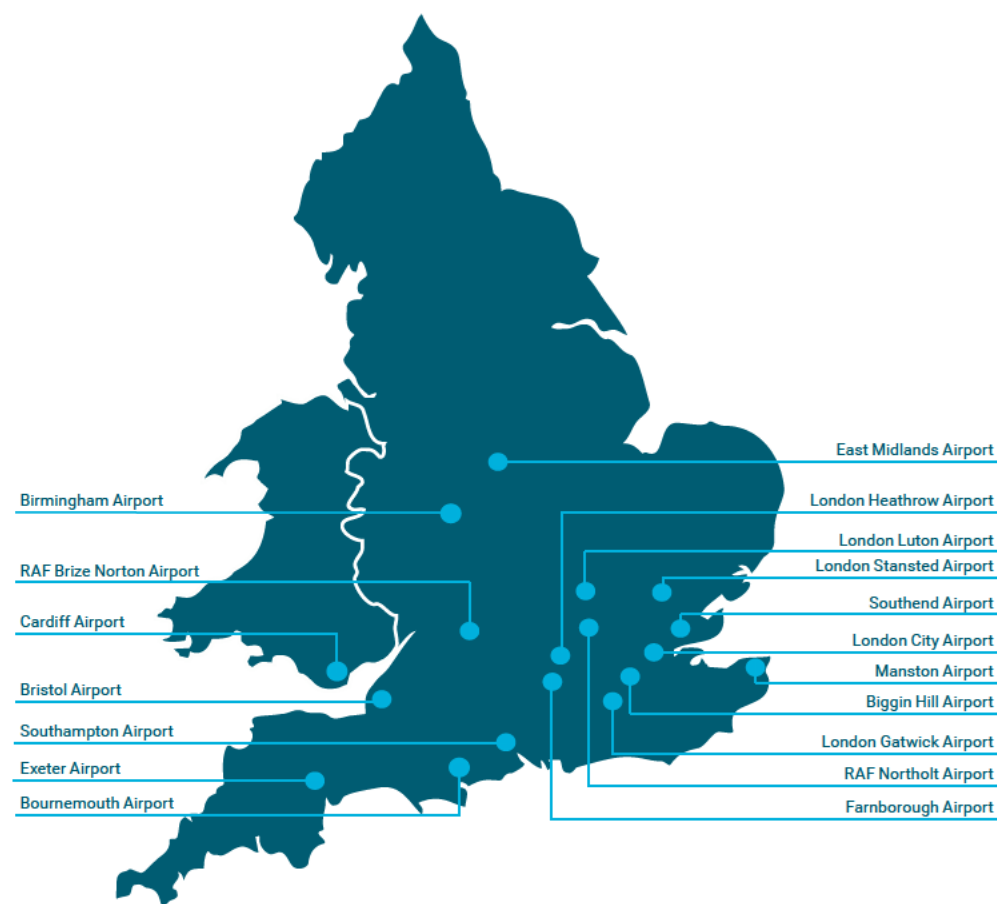 East Midlands Airport
Birmingham Airport
London Heathrow Airport
London Luton Airport
London Stansted Airport
RAF Brize Norton Airport
Southend Airport
Cardiff Airport
London City Airport
Manston Airport
Bristol Airport
Biggin Hill Airport
Southampton Airport
London Gatwick Airport
Exeter Airport
RAF Northolt Airport
Bournemouth Airport
Farnborough Airport